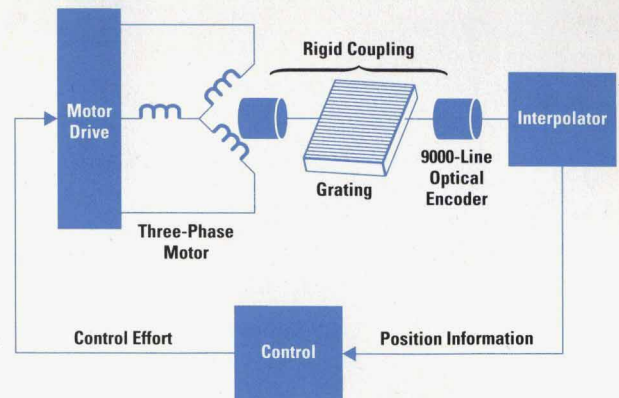 Rigid Coupling
Motor
Drive
Interpolator
Grating
9000-Line
Optical
Encoder
Three-Phase
Motor
Control Effort
Control
Position Information